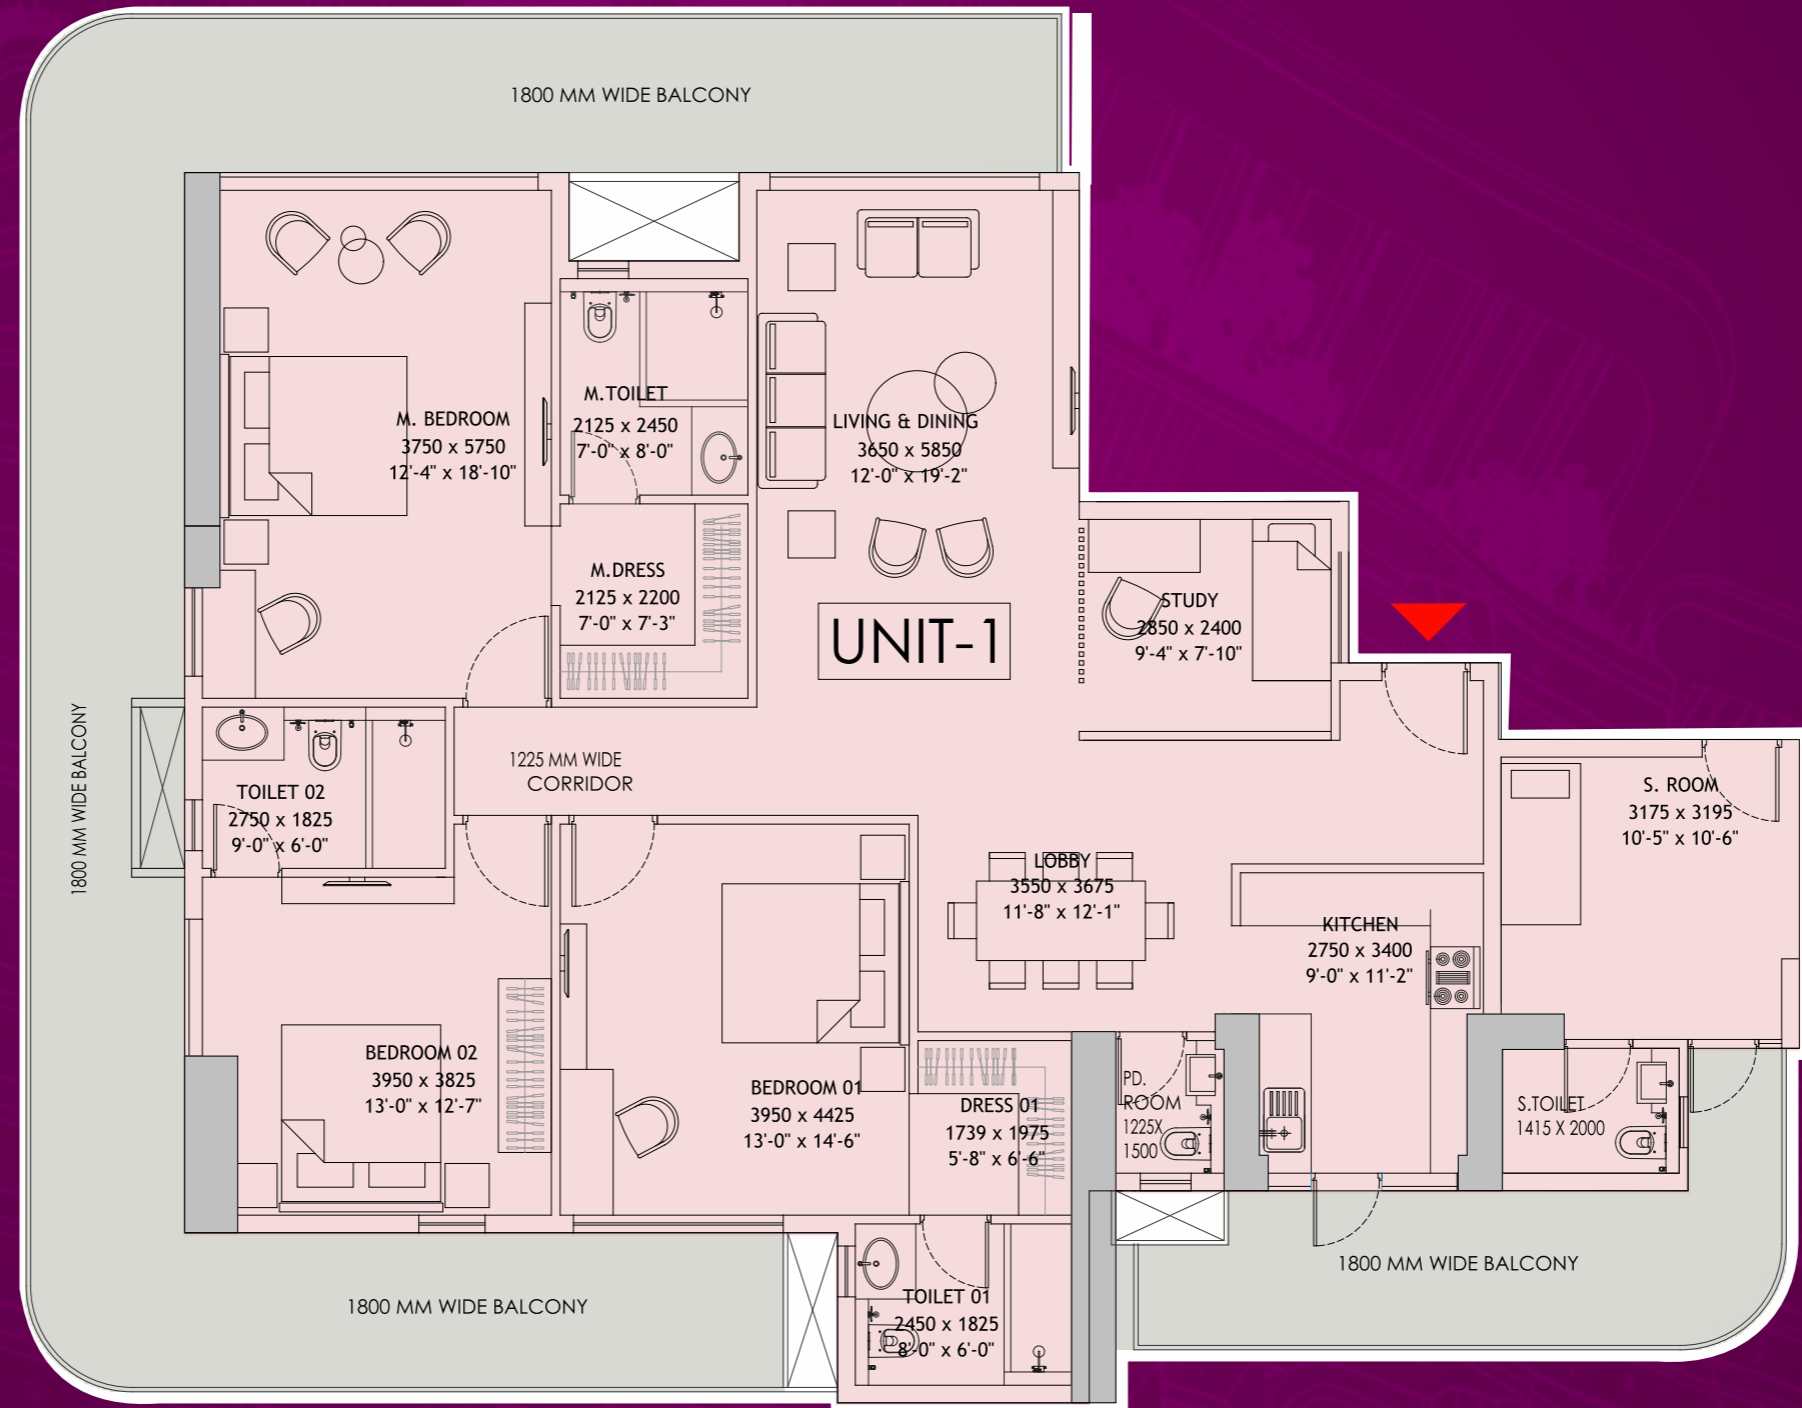 1800 MM WIDE BALCONY
M. BEDROOM
3750 x 5750
12'-4" x 18'-10"
M.TOILET
2125 x 2450
7'-0" x 8'-0"
LIVING & DINING
3650 x 5850
12'-0" x 19'-2"
M.DRESS
2125 x 2200
7'-0" x 7'-3"
UNIT-1
STUDY
2850 x 2400
9'-4" x 7'-10"
1800 MM WIDE BALCONY
1225 MM WIDE
CORRIDOR
TOILET 02
2750 x 1825
9'-0" x 6'-0"
S. ROOM
3175 x 3195
10'-5" x 10'-6"
LOBBY
3550 x 3675
11'-8" x 12'-1"
KITCHEN
2750 x 3400
9'-0" x 11'-2"
BEDROOM 02
3950 x 3825
13'-0" x 12'-7"
BEDROOM 01
3950 x 4425
13'-0" x 14'-6"
DRESS 01
1739 x 1975
5'-8" x 6'-6"
PD.
ROOM
1225X
1500
S.TOILET
1415 X 2000
1800 MM WIDE BALCONY
TOILET 01
2450 x 1825
8'-0" x 6'-0"
1800 MM WIDE BALCONY